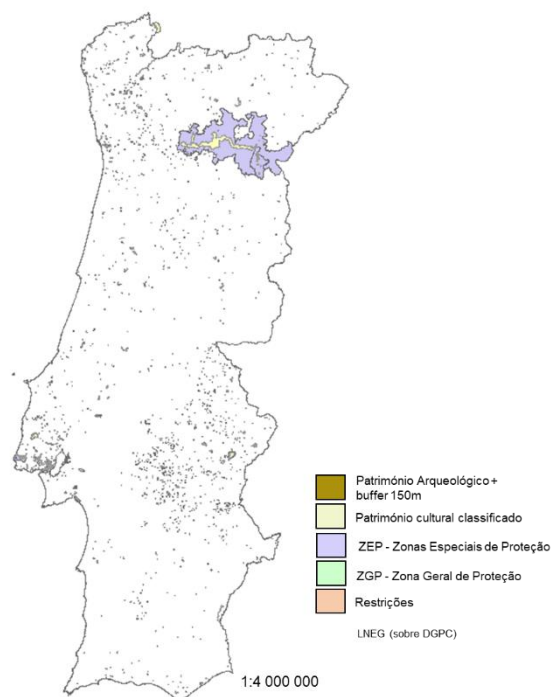 Património Arqueológico +
buffer 150m
Património cultural classificado
ZEP - Zonas Especiais de Proteção
ZGP - Zona Geral de Proteção
Restrições
LNEG (sobre DGPC)
1:4 000 000